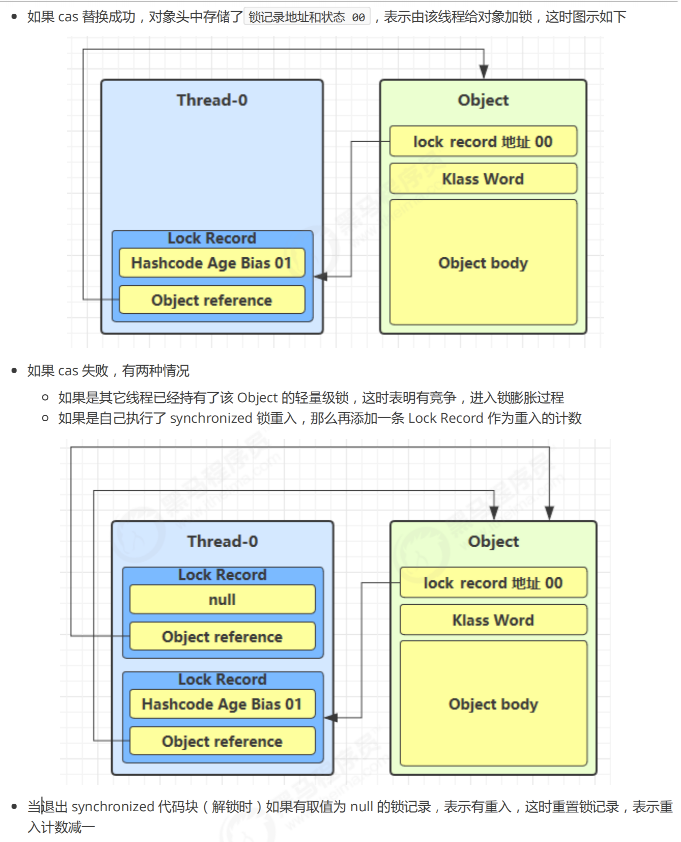 如果 cas 替换成功，对象头中存储了 锁记录地址和状态 00 ，表示由该线程给对象加锁，这时图示如下
Thread-0
Object
lock record 地址 00
Klass Word
Lock Record
Hashcode Age Bias 01
Object body
Object reference
如果 cas 失败，有两种情况
如果是其它线程已经持有了该 Object 的轻量级锁，这时表明有竞争，进入锁膨胀过程
如果是自己执行了 synchronized 锁重入，那么再添加一条 Lock Record 作为重入的计数
Thread-0
Object
Lock Record
lock record 地址 00
null
Klass Word
Object reference
Lock Record
Hashcode Age Bias 01
Object body
Object reference
当退出 synchronized 代码块（解锁时）如果有取值为 null 的锁记录，表示有重入，这时重置锁记录，表示重
入计数减一